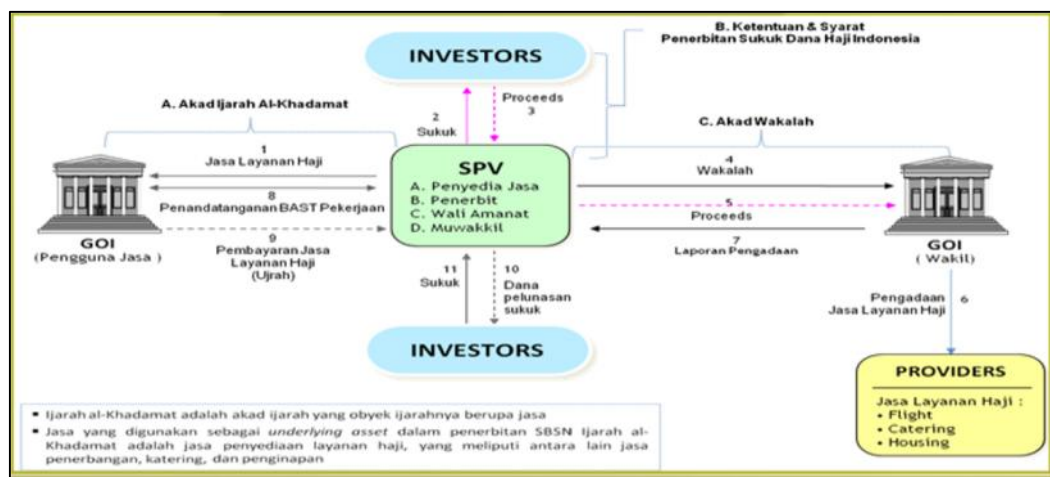 B. Ketentuan & Syarat
Penerbitan Sukuk Dana Haji Indonesia
INVESTORS
A. Akad Ijarah Al-Khadamat
2
Sukuk
Proceeds
3
C. Akad Wakalah
1
Jasa Layanan Haji
8
Penandatanganan BAST Pekerjaan
9
Pembayaran Jasa
Layanan Haji
(Ujrah)
GOI
(Pengguna Jasa )
SPV
A. Penyedia Jasa
B. Penerbit
C. Wali Amanat
D. Muwakkil
4
Wakalah
5
Proceeds
7
Laporan Pengadaan
GOI
( Wakil)
11
Sukuk
10
Dana
pelunasan
sukuk
Pengadaan
Jasa Layanan Haji
6
INVESTORS
PROVIDERS
Jasa Layanan Haji :
• Flight
• Catering
• Housing
▪ Ijarah al-Khadamat adalah akad ijarah yang obyek ijarahnya berupa jasa
▪ Jasa yang digunakan sebagai underlying asset dalam penerbitan SBSN Ijarah al-
Khadamat adalah jasa penyediaan layanan haji, yang meliputi antara lain jasa
penerbangan, katering, dan penginapan